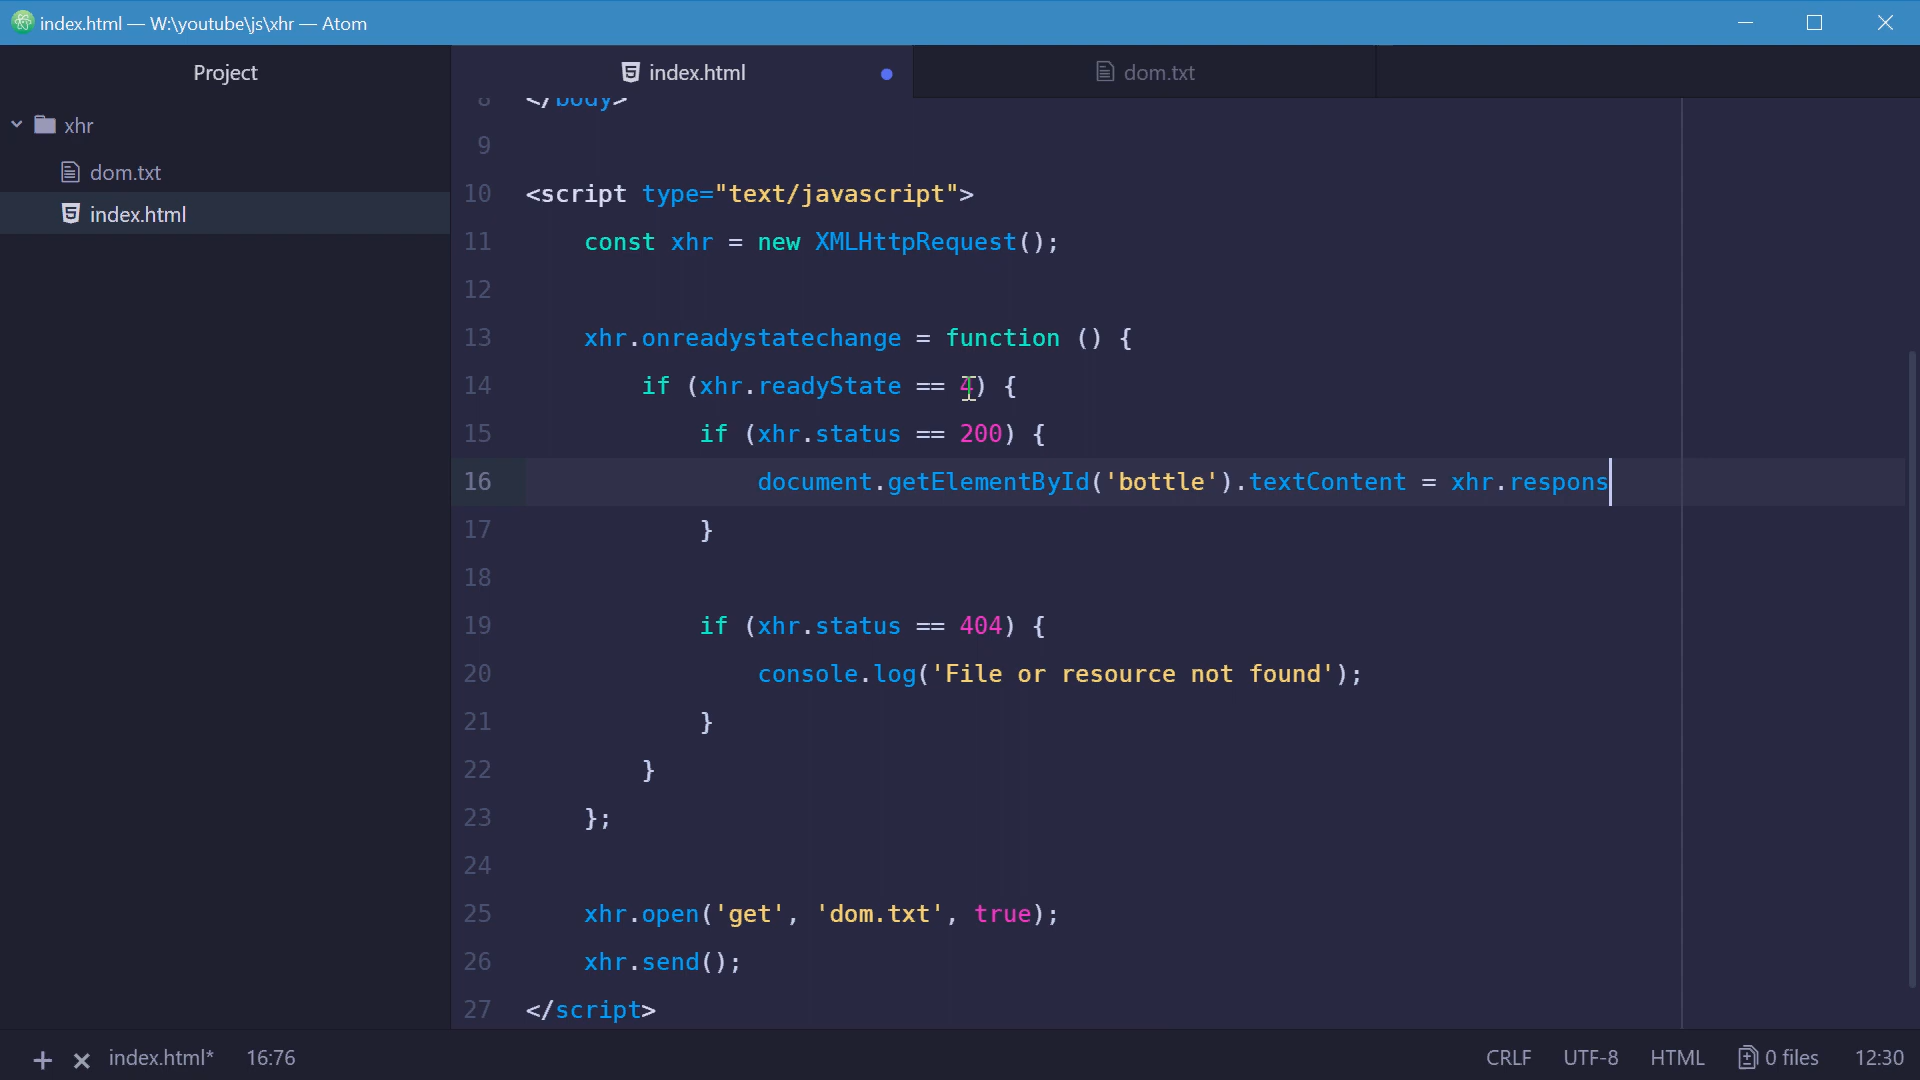 index.html — W:\youtube\js\xhr — Atom
Project
index.html
dom.txt
xhr
dom.txt
index.html
8 </body>
9
10 <script type="text/javascript">
11 const xhr = new XMLHttpRequest();
12
13 xhr.onreadystatechange = function () {
14 if (xhr.readyState == 4) {
15 if (xhr.status == 200) {
16 document.getElementById('bottle').textContent = xhr.respons
17 }
18
19 if (xhr.status == 404) {
20 console.log('File or resource not found');
21 }
22 }
23 };
24
25 xhr.open('get', 'dom.txt', true);
26 xhr.send();
27 </script>
index.html* 16:76 CRLF UTF-8 HTML 0 files 12:30